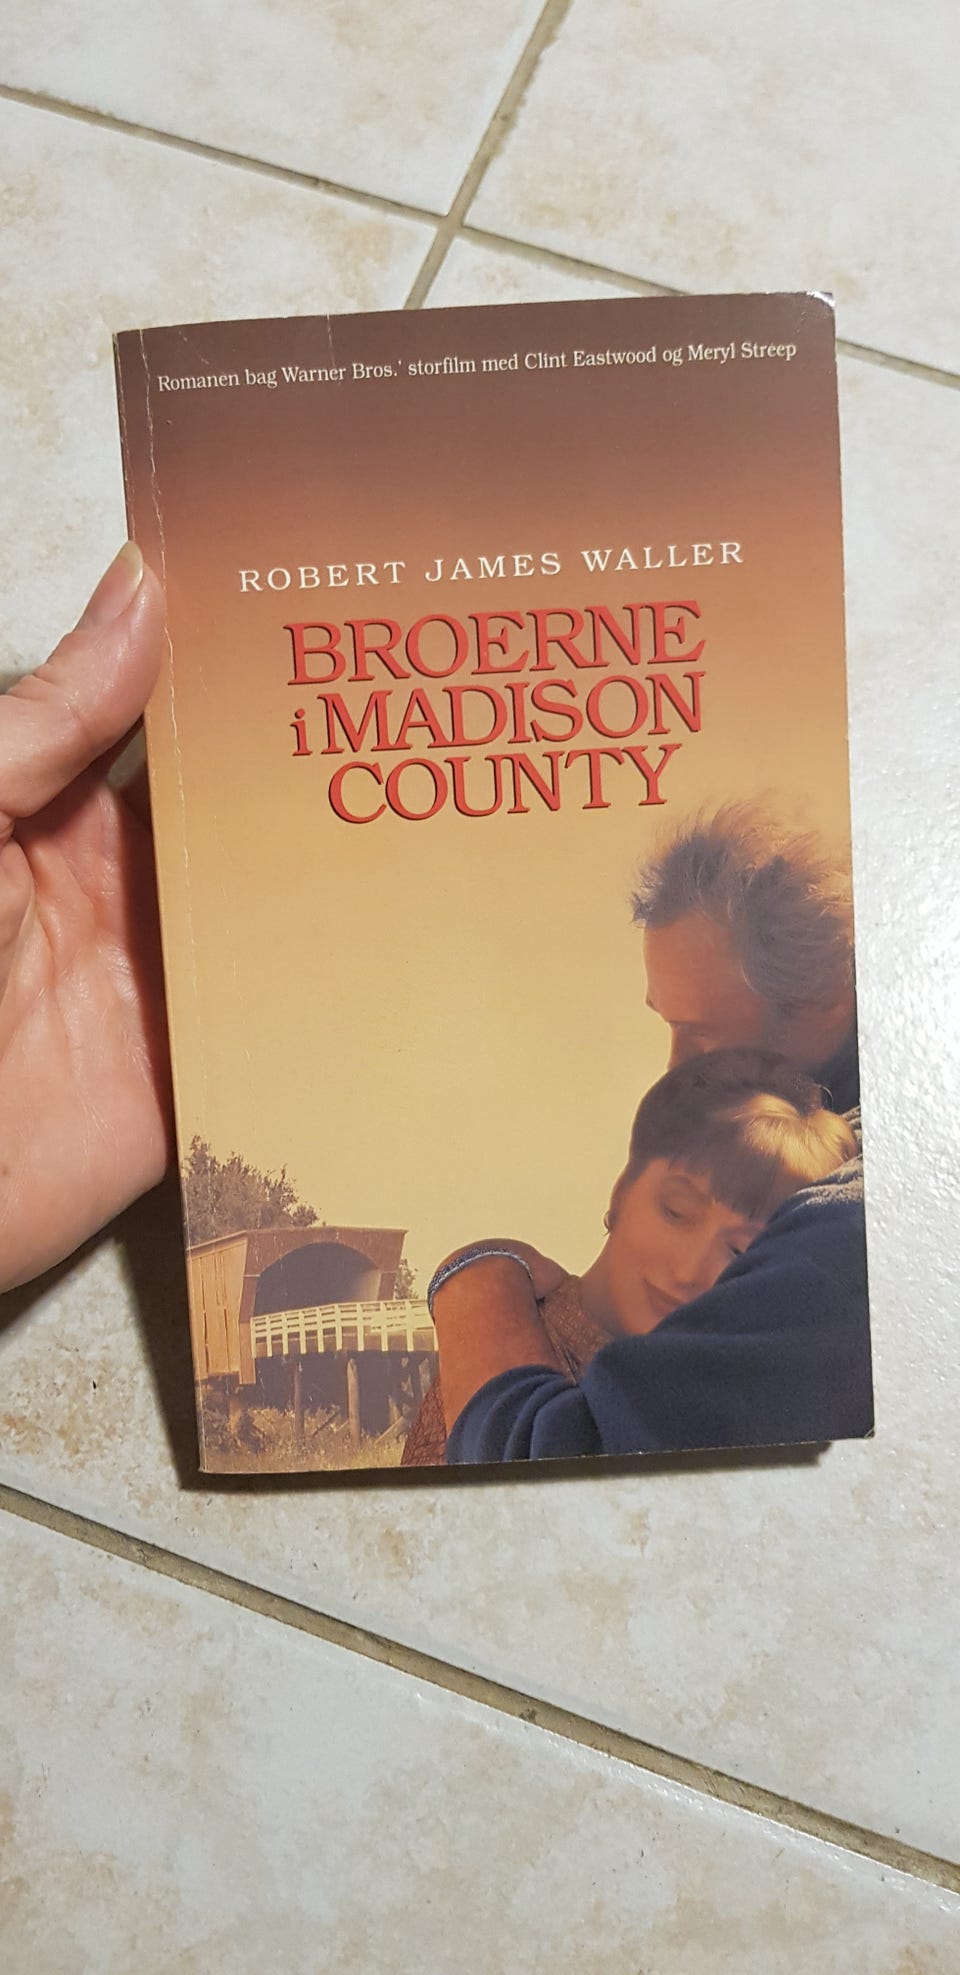 Romanen bag Warner Bros.' storfilm med Clint Eastwood og Meryl Streep
ROBERT JAMES WALLER
BROERNE
i MADISON
COUNTY